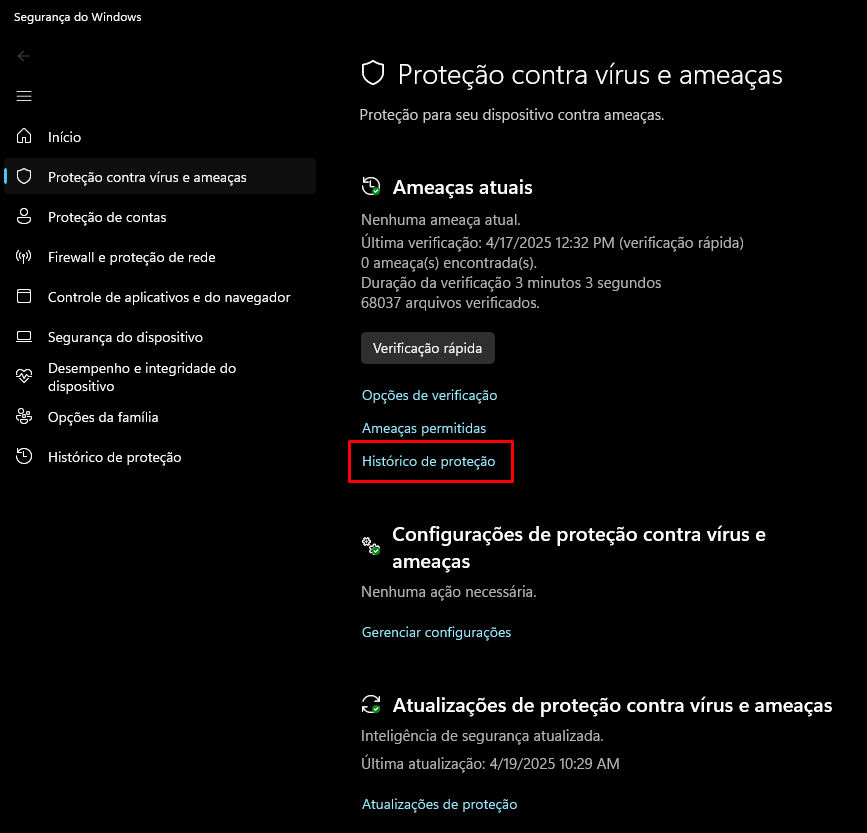 Segurança do Windows
Início
Proteção contra vírus e ameaças
Proteção de contas
Firewall e proteção de rede
Controle de aplicativos e do navegador
Segurança do dispositivo
Desempenho e integridade do
dispositivo
Opções da família
Histórico de proteção
Proteção contra vírus e ameaças
Proteção para seu dispositivo contra ameaças.
Ameaças atuais
Nenhuma ameaça atual.
Última verificação: 4/17/2025 12:32 PM (verificação rápida)
0 ameaça(s) encontrada(s).
Duração da verificação 3 minutos 3 segundos
68037 arquivos verificados.
Verificação rápida
Opções de verificação
Ameaças permitidas
Histórico de proteção
Configurações de proteção contra vírus e
ameaças
Nenhuma ação necessária.
Gerenciar configurações
Atualizações de proteção contra vírus e ameaças
Inteligência de segurança atualizada.
Última atualização: 4/19/2025 10:29 AM
Atualizações de proteção